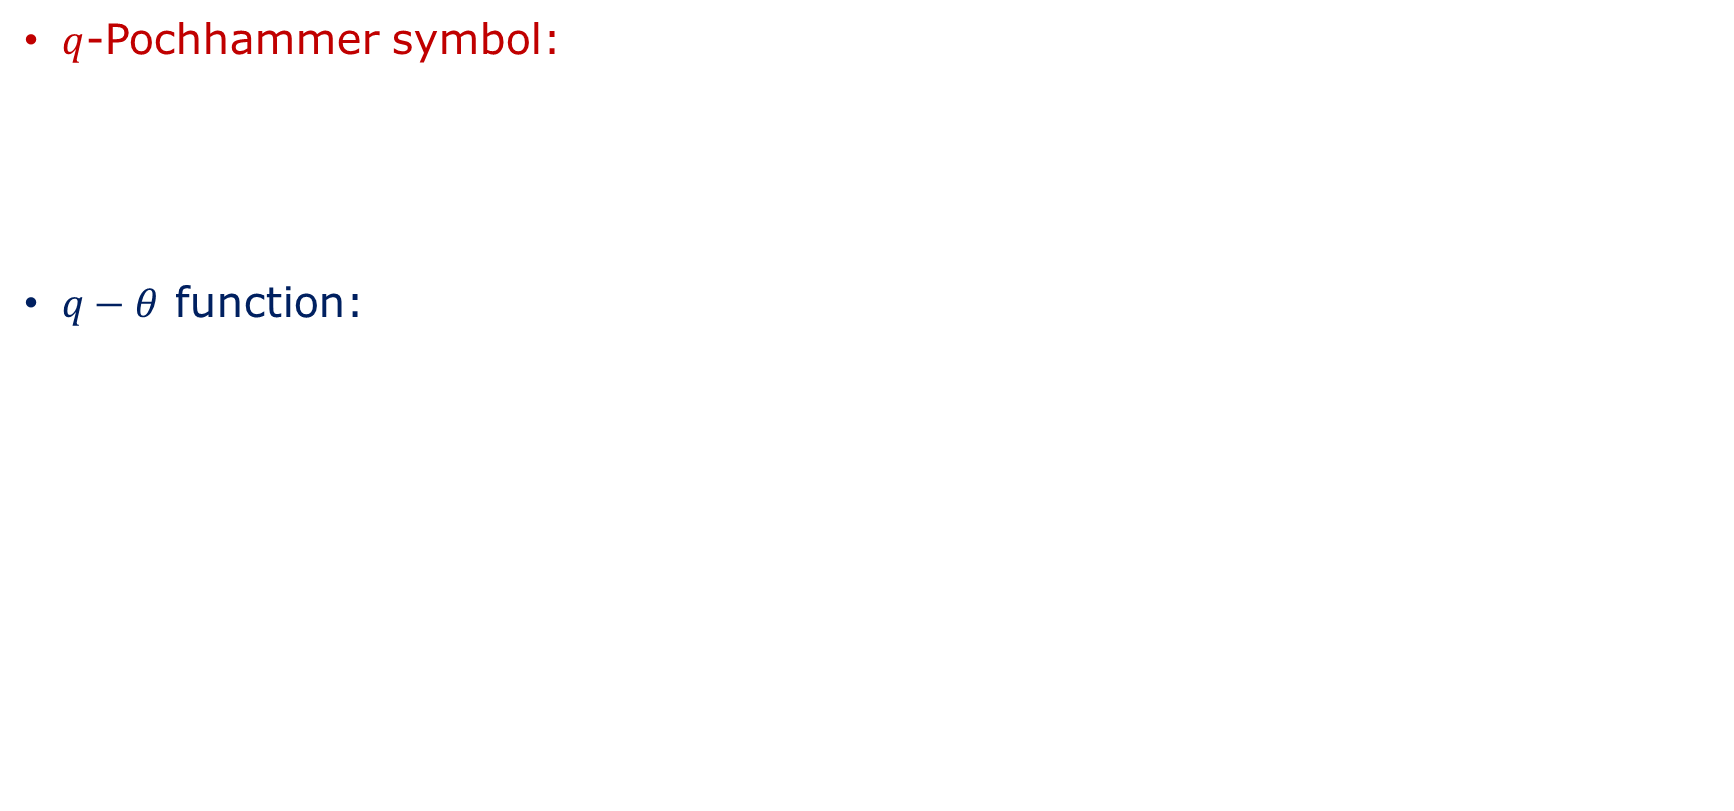 • q-Pochhammer symbol:
• q − θ function: